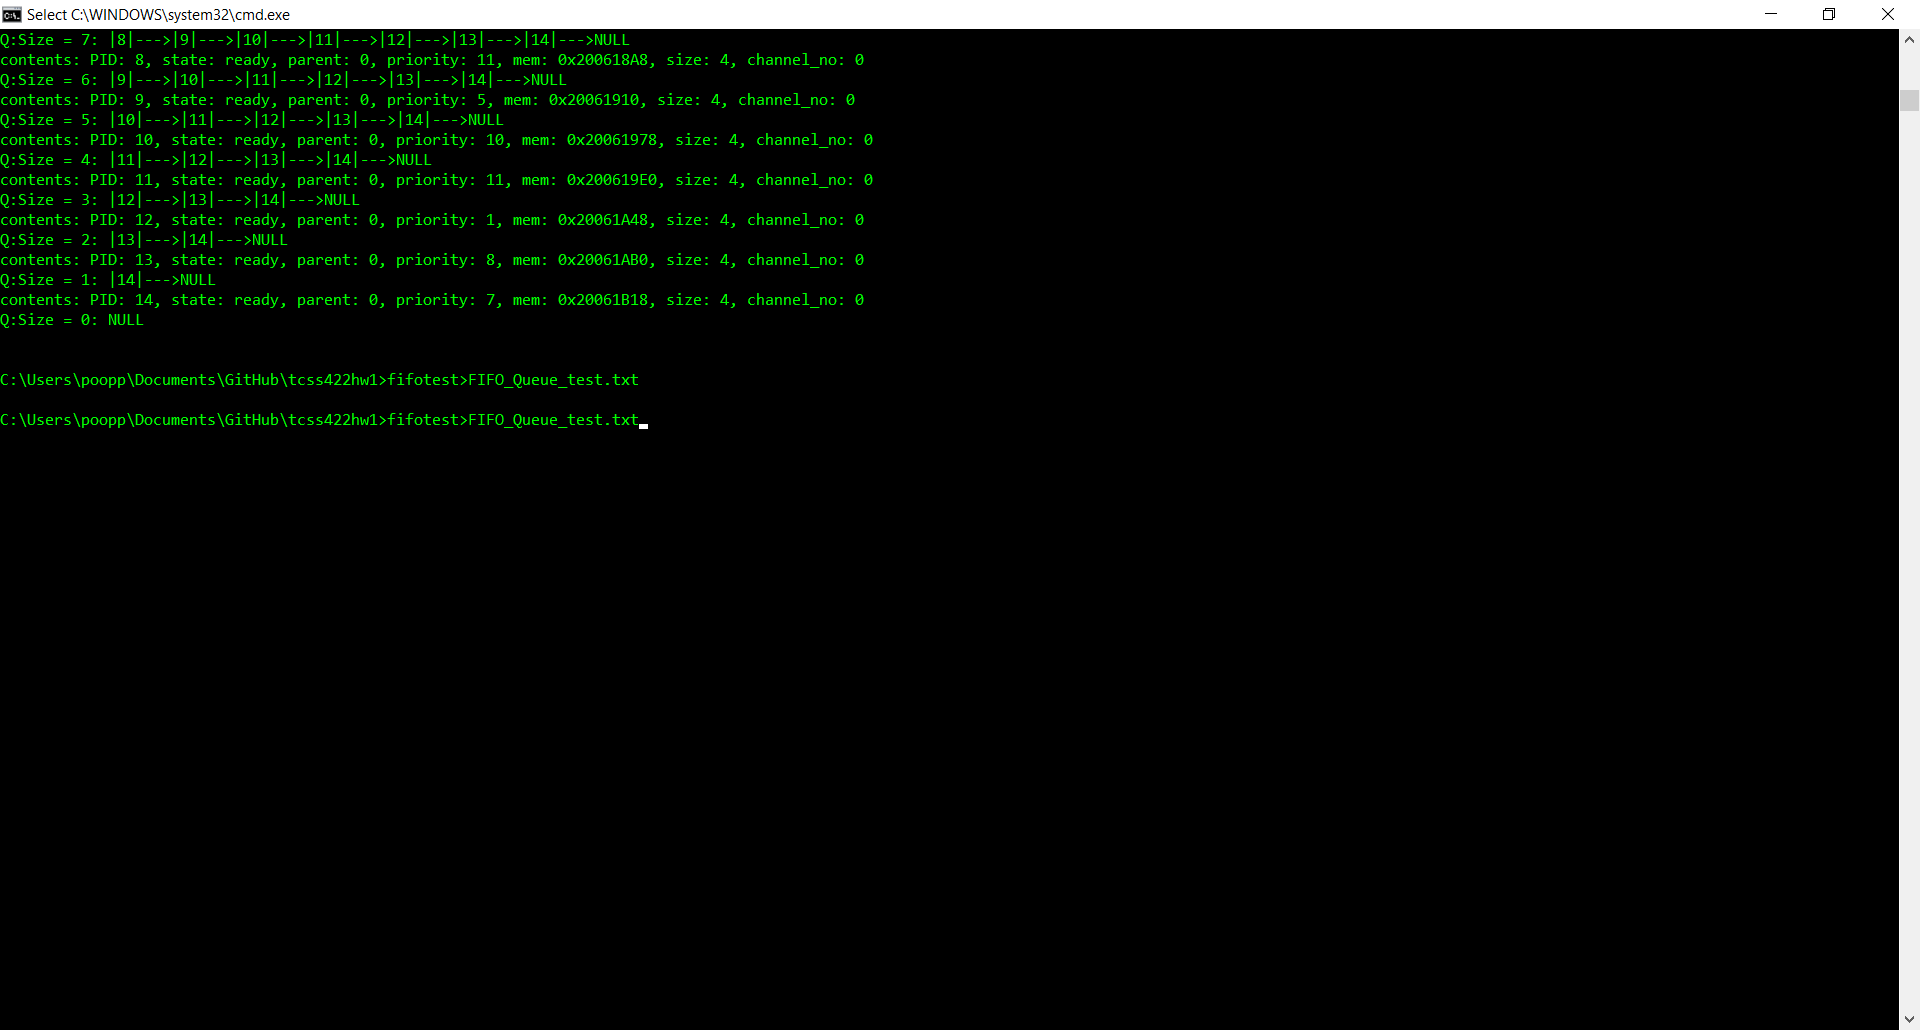 Select C:\WINDOWS\system32\cmd.exe
Q:Size = 7: |8|--->|9|--->|10|--->|11|--->|12|--->|13|--->|14|--->NULL
contents: PID: 8, state: ready, parent: 0, priority: 11, mem: 0x200618A8, size: 4, channel_no: 0
Q:Size = 6: |9|--->|10|--->|11|--->|12|--->|13|--->|14|--->NULL
contents: PID: 9, state: ready, parent: 0, priority: 5, mem: 0x20061910, size: 4, channel_no: 0
Q:Size = 5: |10|--->|11|--->|12|--->|13|--->|14|--->NULL
contents: PID: 10, state: ready, parent: 0, priority: 10, mem: 0x20061978, size: 4, channel_no: 0
Q:Size = 4: |11|--->|12|--->|13|--->|14|--->NULL
contents: PID: 11, state: ready, parent: 0, priority: 11, mem: 0x200619E0, size: 4, channel_no: 0
Q:Size = 3: |12|--->|13|--->|14|--->NULL
contents: PID: 12, state: ready, parent: 0, priority: 1, mem: 0x20061A48, size: 4, channel_no: 0
Q:Size = 2: |13|--->|14|--->NULL
contents: PID: 13, state: ready, parent: 0, priority: 8, mem: 0x20061AB0, size: 4, channel_no: 0
Q:Size = 1: |14|--->NULL
contents: PID: 14, state: ready, parent: 0, priority: 7, mem: 0x20061B18, size: 4, channel_no: 0
Q:Size = 0: NULL
C:\Users\poopp\Documents\GitHub\tcss422hw1>fifotest>FIFO_Queue_test.txt
C:\Users\poopp\Documents\GitHub\tcss422hw1>fifotest>FIFO_Queue_test.txt